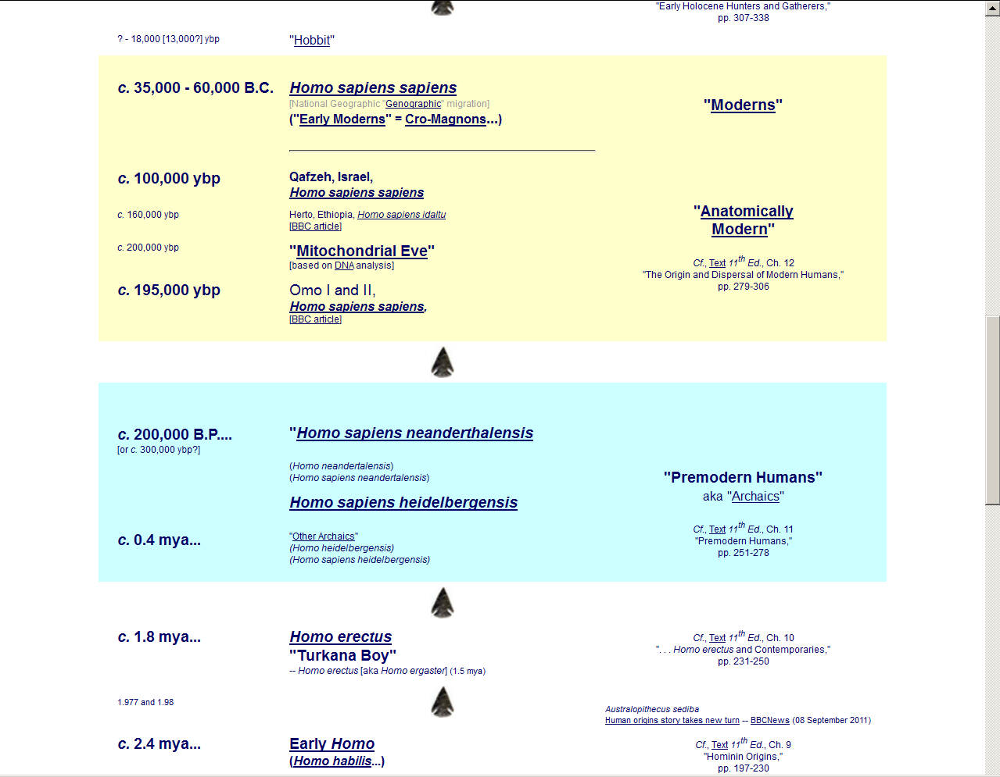 "Early Holocene Hunters and Gatherers,"
pp. 307-338
? - 18,000 [13,000?] ybp
"Hobbit"
c. 35,000 - 60,000 B.C.
Homo sapiens sapiens
[National Geographic "Genographic" migration]
("Early Moderns" = Cro-Magnons...)
"Moderns"
c. 100,000 ybp
Qafzeh, Israel,
Homo sapiens sapiens
c. 160,000 ybp
Herto, Ethiopia, Homo sapiens idaltu
[BBC article]
"Anatomically
Modern"
c. 200,000 ybp
"Mitochondrial Eve"
[based on DNA analysis]
Cf., Text 11th Ed., Ch. 12
"The Origin and Dispersal of Modern Humans,"
pp. 279-306
c. 195,000 ybp
Omo I and II,
Homo sapiens sapiens,
[BBC article]
c. 200,000 B.P....
[or c. 300,000 ybp?]
"Homo sapiens neanderthalensis
(Homo neandertalensis)
(Homo sapiens neandertalensis)
"Premodern Humans"
aka "Archaics"
Homo sapiens heidelbergensis
c. 0.4 mya...
"Other Archaics"
(Homo heidelbergensis)
(Homo sapiens heidelbergensis)
Cf., Text 11th Ed., Ch. 11
"Premodern Humans,"
pp. 251-278
c. 1.8 mya...
Homo erectus
"Turkana Boy"
-- Homo erectus [aka Homo ergaster] (1.5 mya)
Cf., Text 11th Ed., Ch. 10
". . . Homo erectus and Contemporaries,"
pp. 231-250
1.977 and 1.98
Australopithecus sediba
Human origins story takes new turn -- BBCNews (08 September 2011)
c. 2.4 mya...
Early Homo
(Homo habilis...)
Cf., Text 11th Ed., Ch. 9
"Hominin Origins,"
pp. 197-230